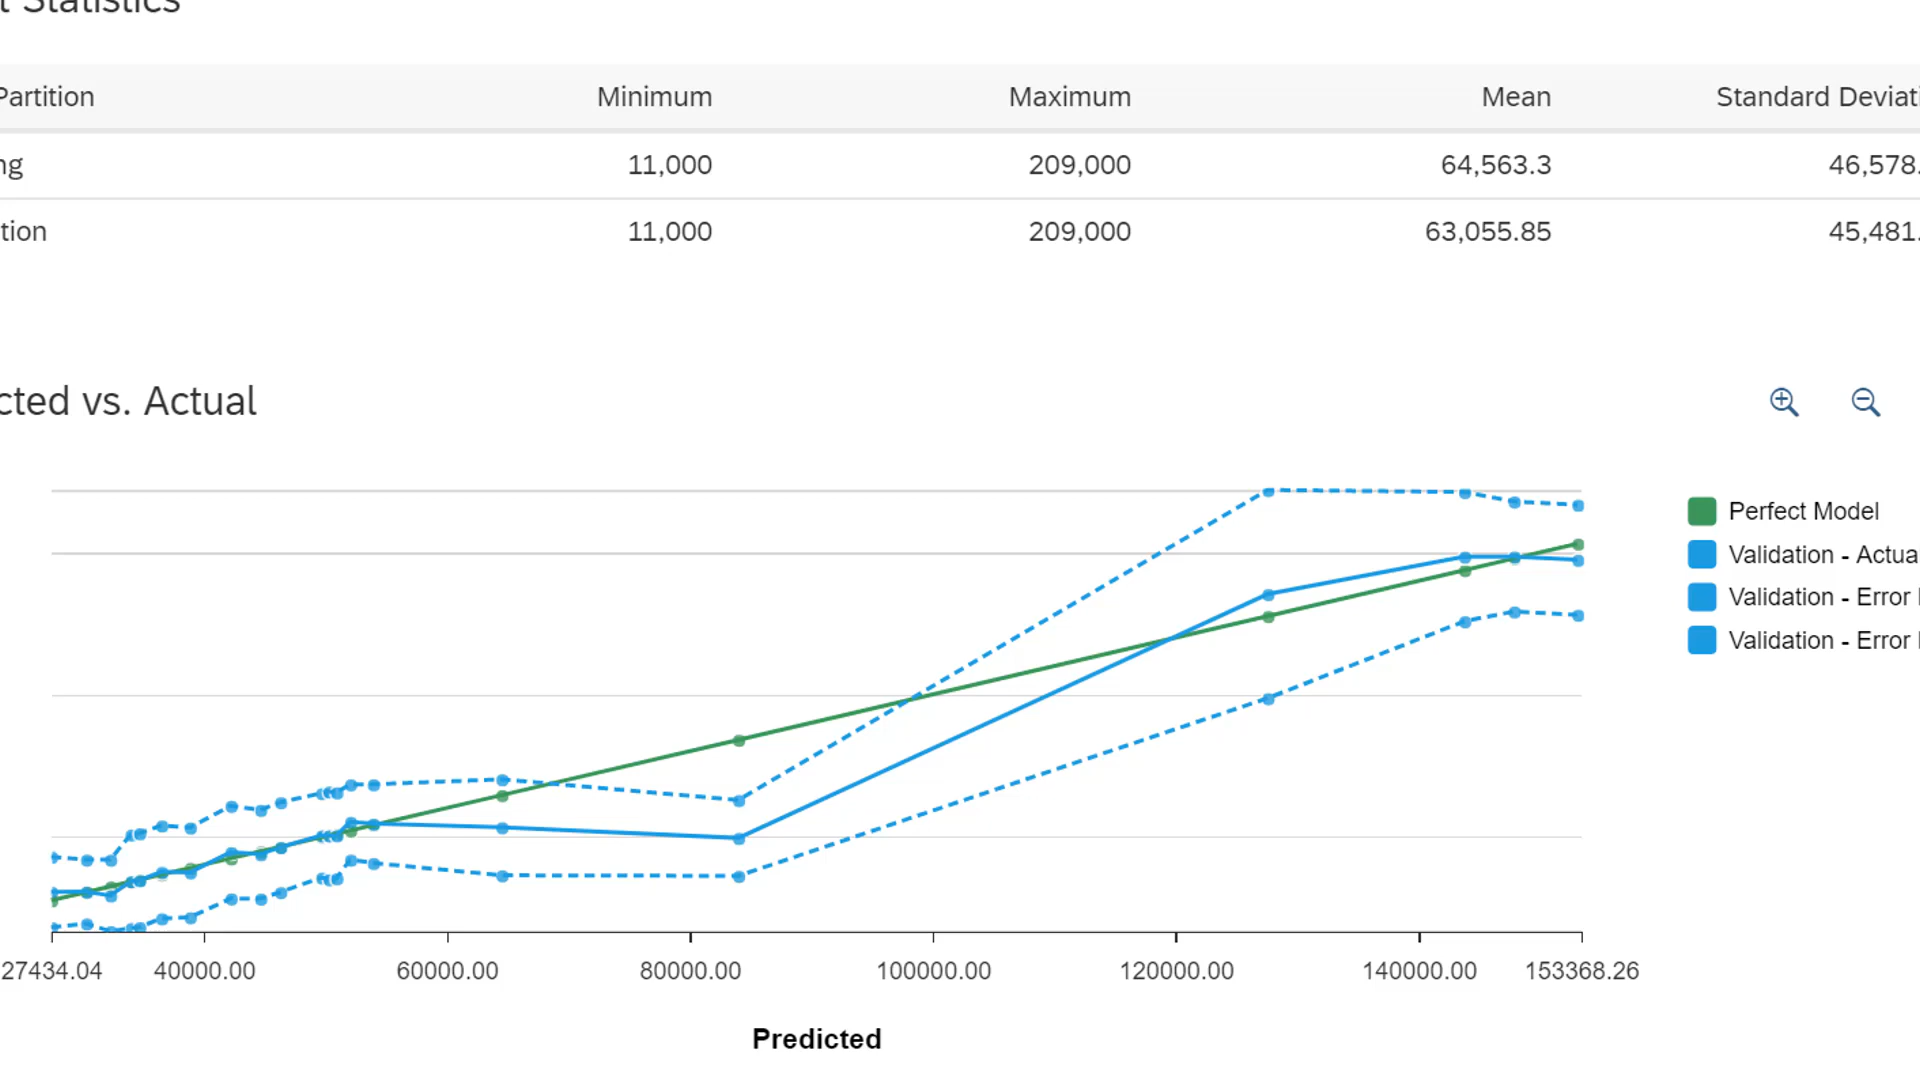 t Statistics
Partition Minimum Maximum Mean Standard Deviati
ng 11,000 209,000 64,563.3 46,578.
tion 11,000 209,000 63,055.85 45,481.
cted vs. Actual
Perfect Model
Validation - Actua
Validation - Error
Validation - Error
27434.04 40000.00 60000.00 80000.00 100000.00 120000.00 140000.00 153368.26
Predicted